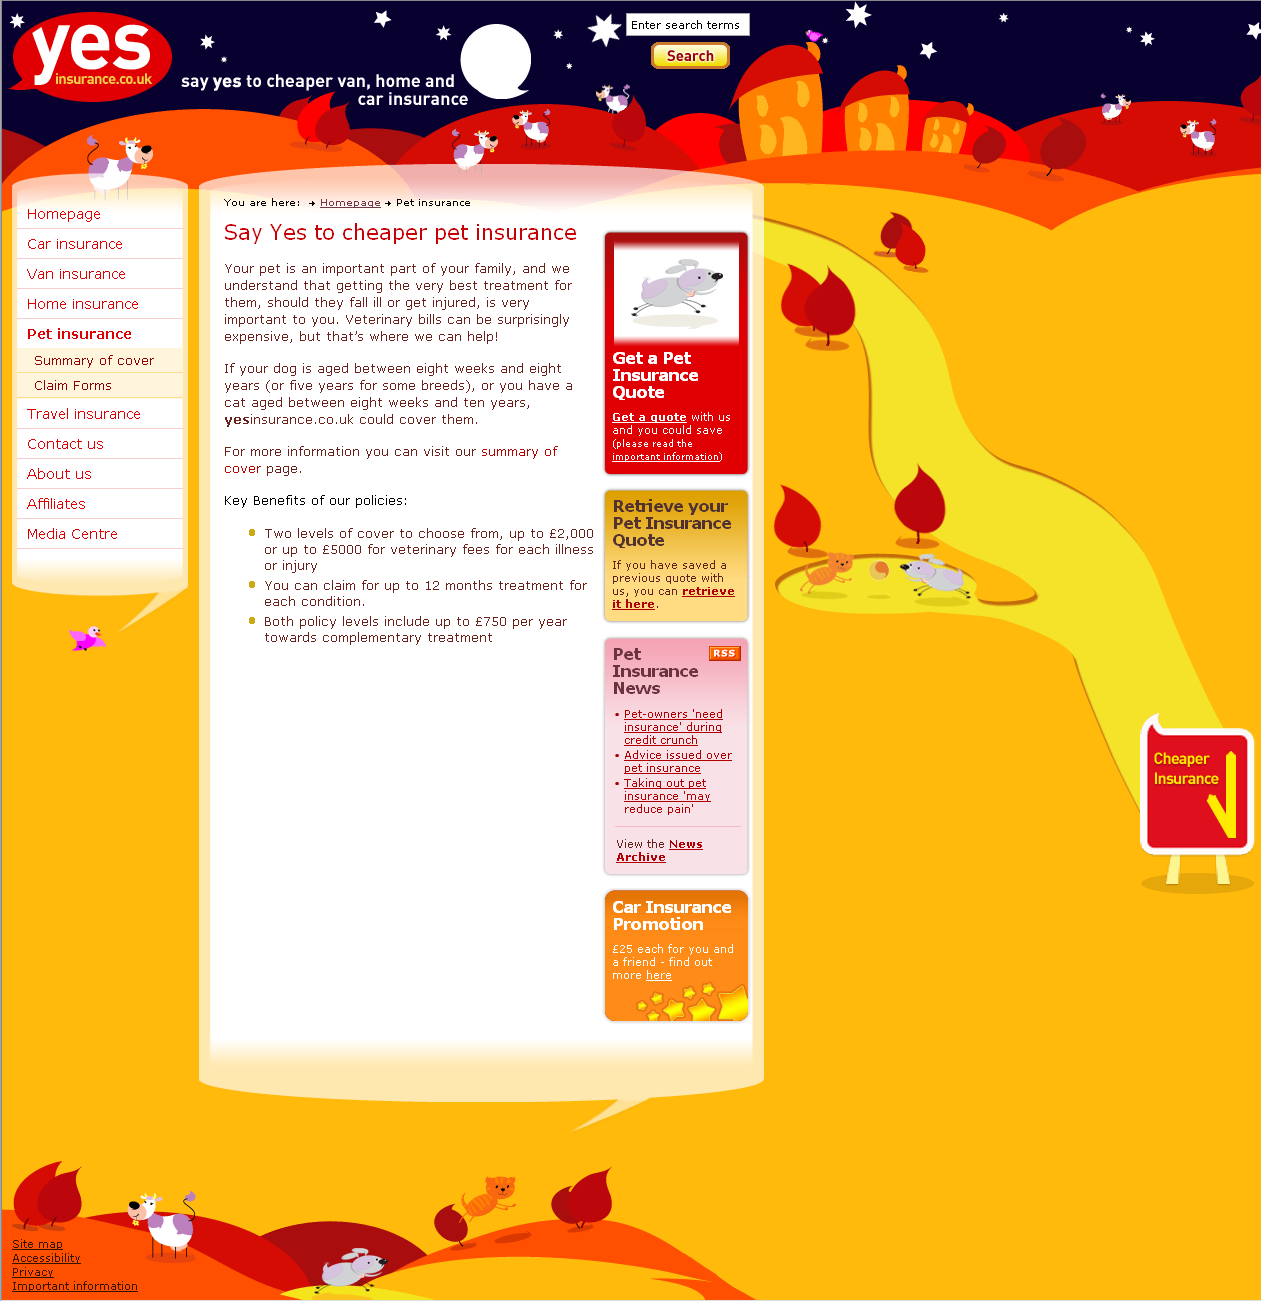 yes
insurance.co.uk
say yes to cheaper van, home and
car insurance
Enter search terms
Search
Homepage
Car insurance
Van insurance
Home insurance
Pet insurance
Summary of cover
Claim Forms
Travel insurance
Contact us
About us
Affiliates
Media Centre
You are here: Homepage Pet insurance
Say Yes to cheaper pet insurance
Your pet is an important part of your family, and we
understand that getting the very best treatment for
them, should they fall ill or get injured, is very
important to you. Veterinary bills can be surprisingly
expensive, but that's where we can help!
If your dog is aged between eight weeks and eight
years (or five years for some breeds), or you have a
cat aged between eight weeks and ten years,
yesinsurance.co.uk could cover them.
For more information you can visit our summary of
cover page.
Key Benefits of our policies:
Two levels of cover to choose from, up to £2,000
or up to £5000 for veterinary fees for each illness
or injury
You can claim for up to 12 months treatment for
each condition.
Both policy levels include up to £750 per year
towards complementary treatment
Get a Pet
Insurance
Quote
Get a quote with us
and you could save
(please read the
important information)
Retrieve your
Pet Insurance
Quote
If you have saved a
previous quote with
us, you can retrieve
it here.
Pet
Insurance
News
RSS
• Pet-owners 'need
insurance' during
credit crunch
• Advice issued over
pet insurance
• Taking out pet
insurance 'may
reduce pain'
View the News
Archive
Car Insurance
Promotion
£25 each for you and
a friend - find out
more here
Cheaper
Insurance
Site map
Accessibility
Privacy
Important information